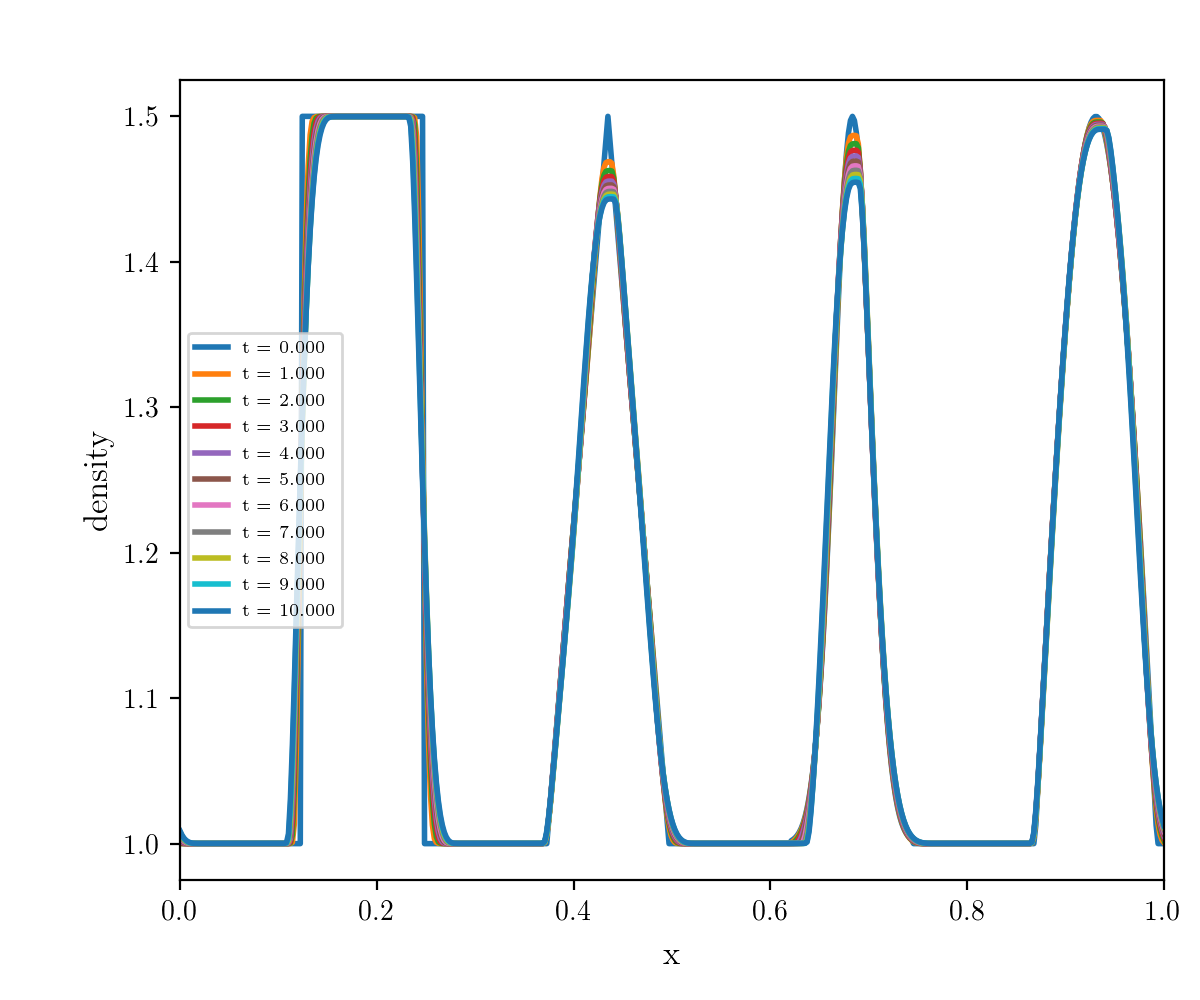 1.5
1.4
1.3
1.2
1.1
1.0
density
t = 0.000
t = 1.000
t = 2.000
t = 3.000
t = 4.000
t = 5.000
t = 6.000
t = 7.000
t = 8.000
t = 9.000
t = 10.000
0.0 0.2 0.4 0.6 0.8 1.0
x